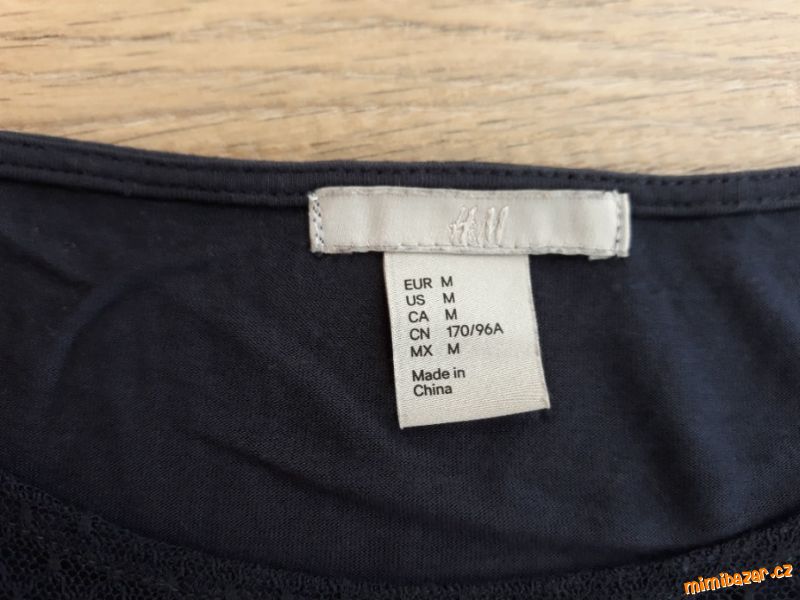 H&M
EUR M
US M
CA M
CN 170/96A
MX M
Made in
China
mimibazar.cz